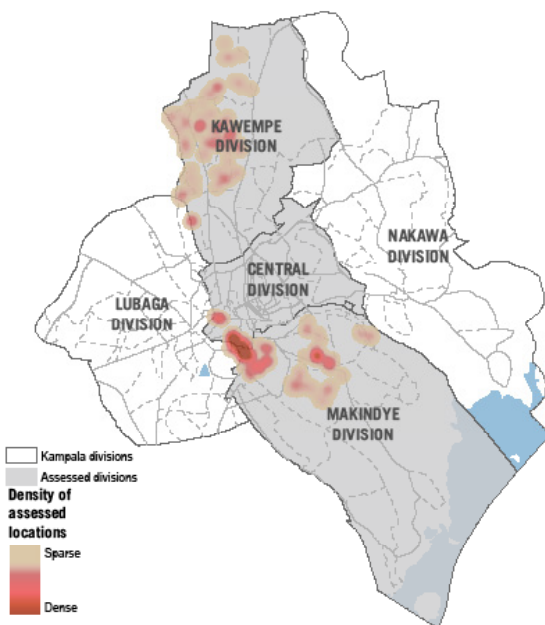 KAWEMPE
DIVISION
NAKAWA
DIVISION
CENTRAL
DIVISION
LUBAGA
DIVISION
MAKINDYE
DIVISION
Kampala divisions
Assessed divisions
Density of
assessed
locations
Sparse
Dense